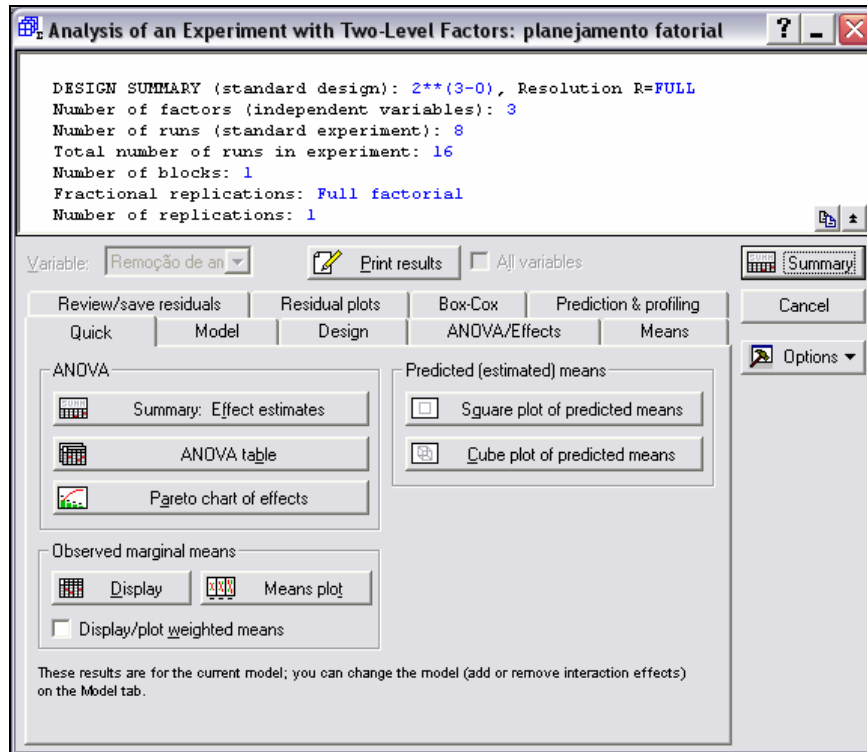 Analysis of an Experiment with Two-Level Factors: planejamento fatorial
DESIGN SUMMARY (standard design): 2**(3-0), Resolution R=FULL
Number of factors (independent variables): 3
Number of runs (standard experiment): 8
Total number of runs in experiment: 16
Number of blocks: 1
Fractional replications: Full factorial
Number of replications: 1
Variable: Remoção de an
Print results
All variables
Summary
Review/save residuals
Residual plots
Box-Cox
Prediction & profiling
Cancel
Quick
Model
Design
ANOVA/Effects
Means
Options
ANOVA
Summary: Effect estimates
ANOVA table
Pareto chart of effects
Predicted (estimated) means
Square plot of predicted means
Cube plot of predicted means
Observed marginal means
Display
Means plot
Display/plot weighted means
These results are for the current model; you can change the model (add or remove interaction effects)
on the Model tab.